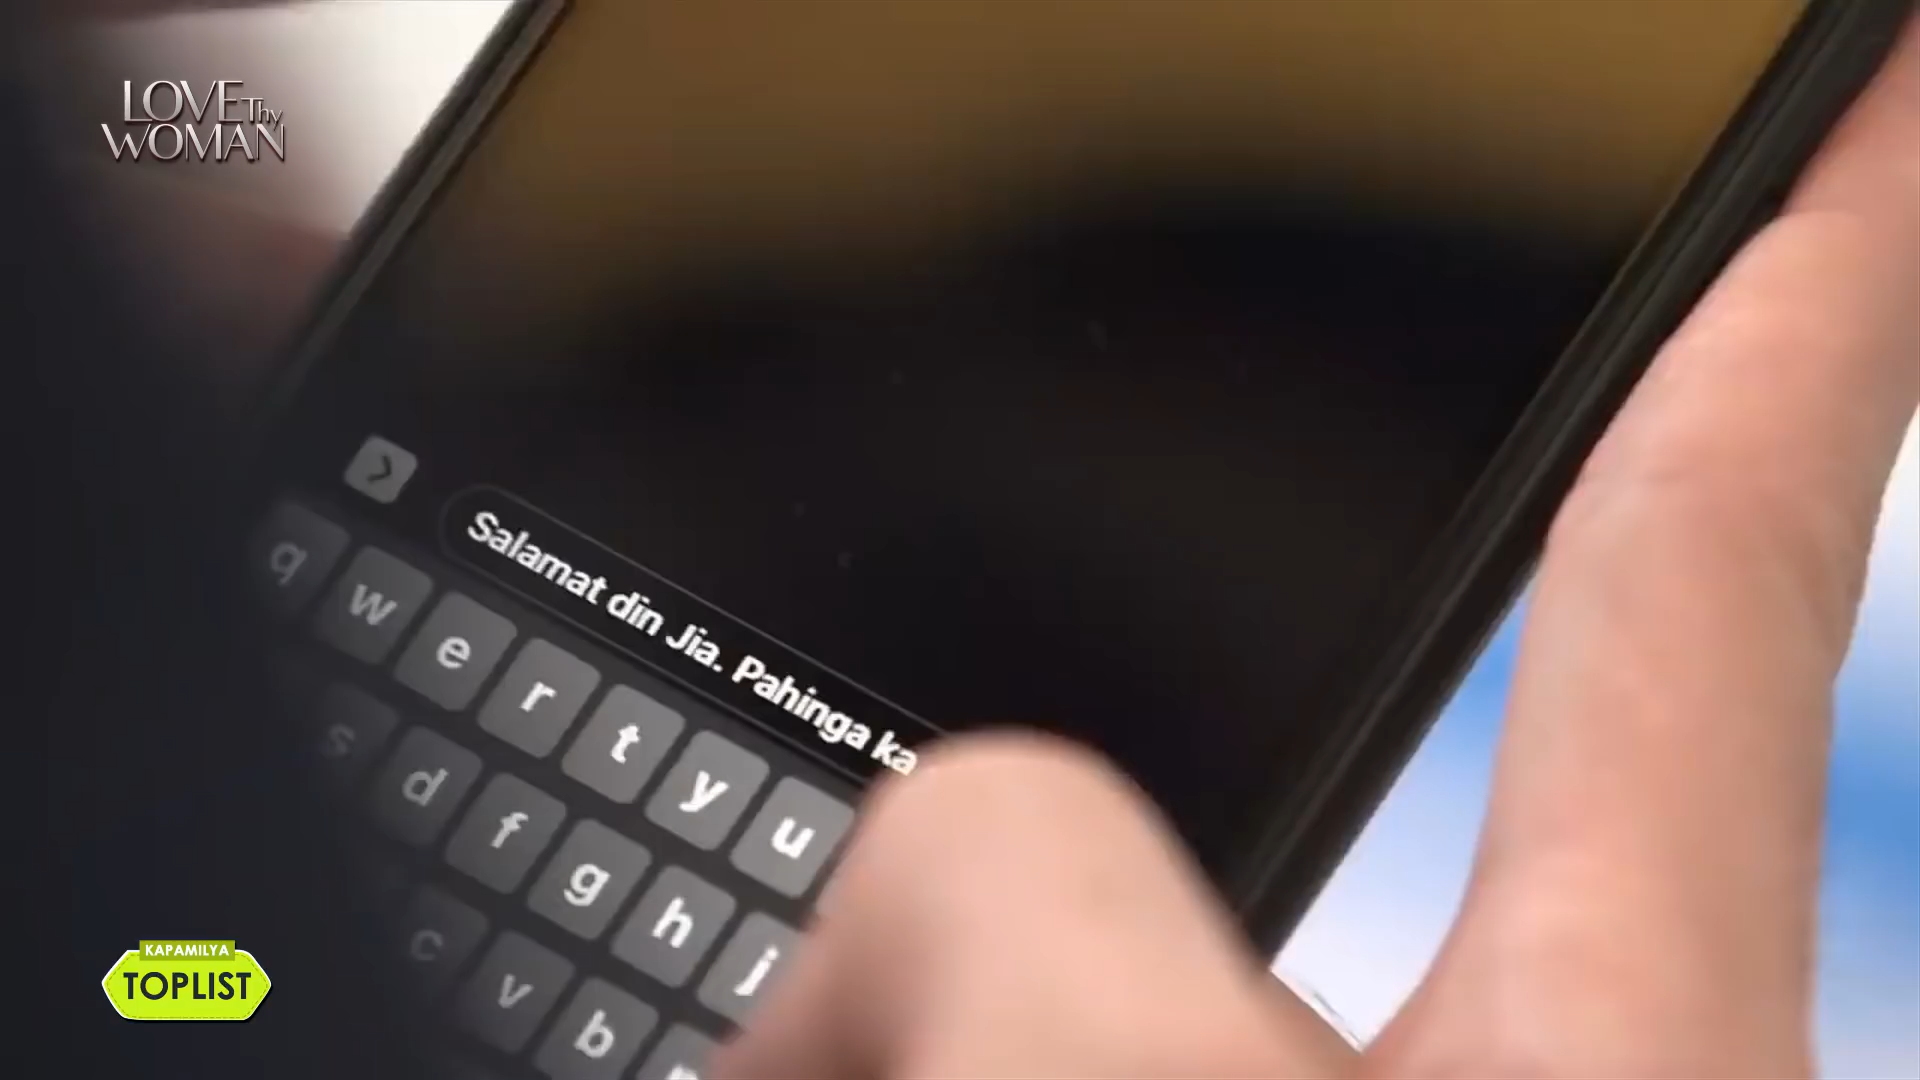 LOVE Thy
WOMAN
Salamat din Jia. Pahinga ka
q w e r t y u
s d f g h j
c v b
KAPAMILYA
TOPLIST